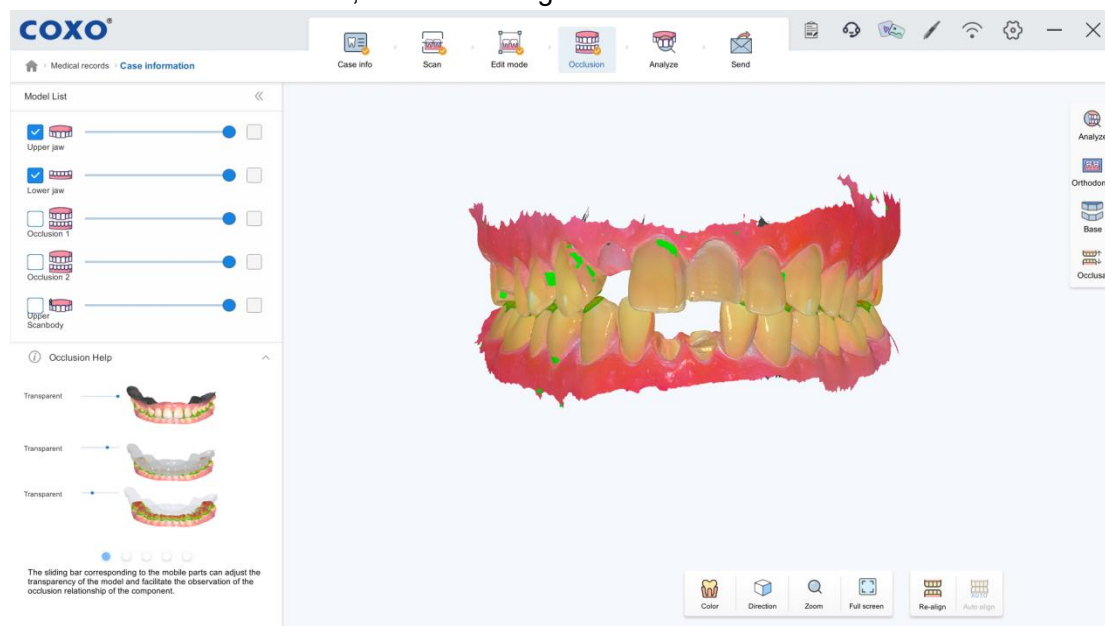 COXO®
Case info
Scan
Edit mode
Occlusion
Analyze
Send
Medical records
Case information
Model List
Upper jaw
Lower jaw
Occlusion 1
Occlusion 2
Upper
Scanbody
Analyze
Orthodon
Base
Occlusa
Occlusion Help
Transparent
Transparent
Transparent
The sliding bar corresponding to the mobile parts can adjust the
transparency of the model and facilitate the observation of the
occlusion relationship of the component.
Color
Direction
Zoom
Full screen
Re-align
Auto align